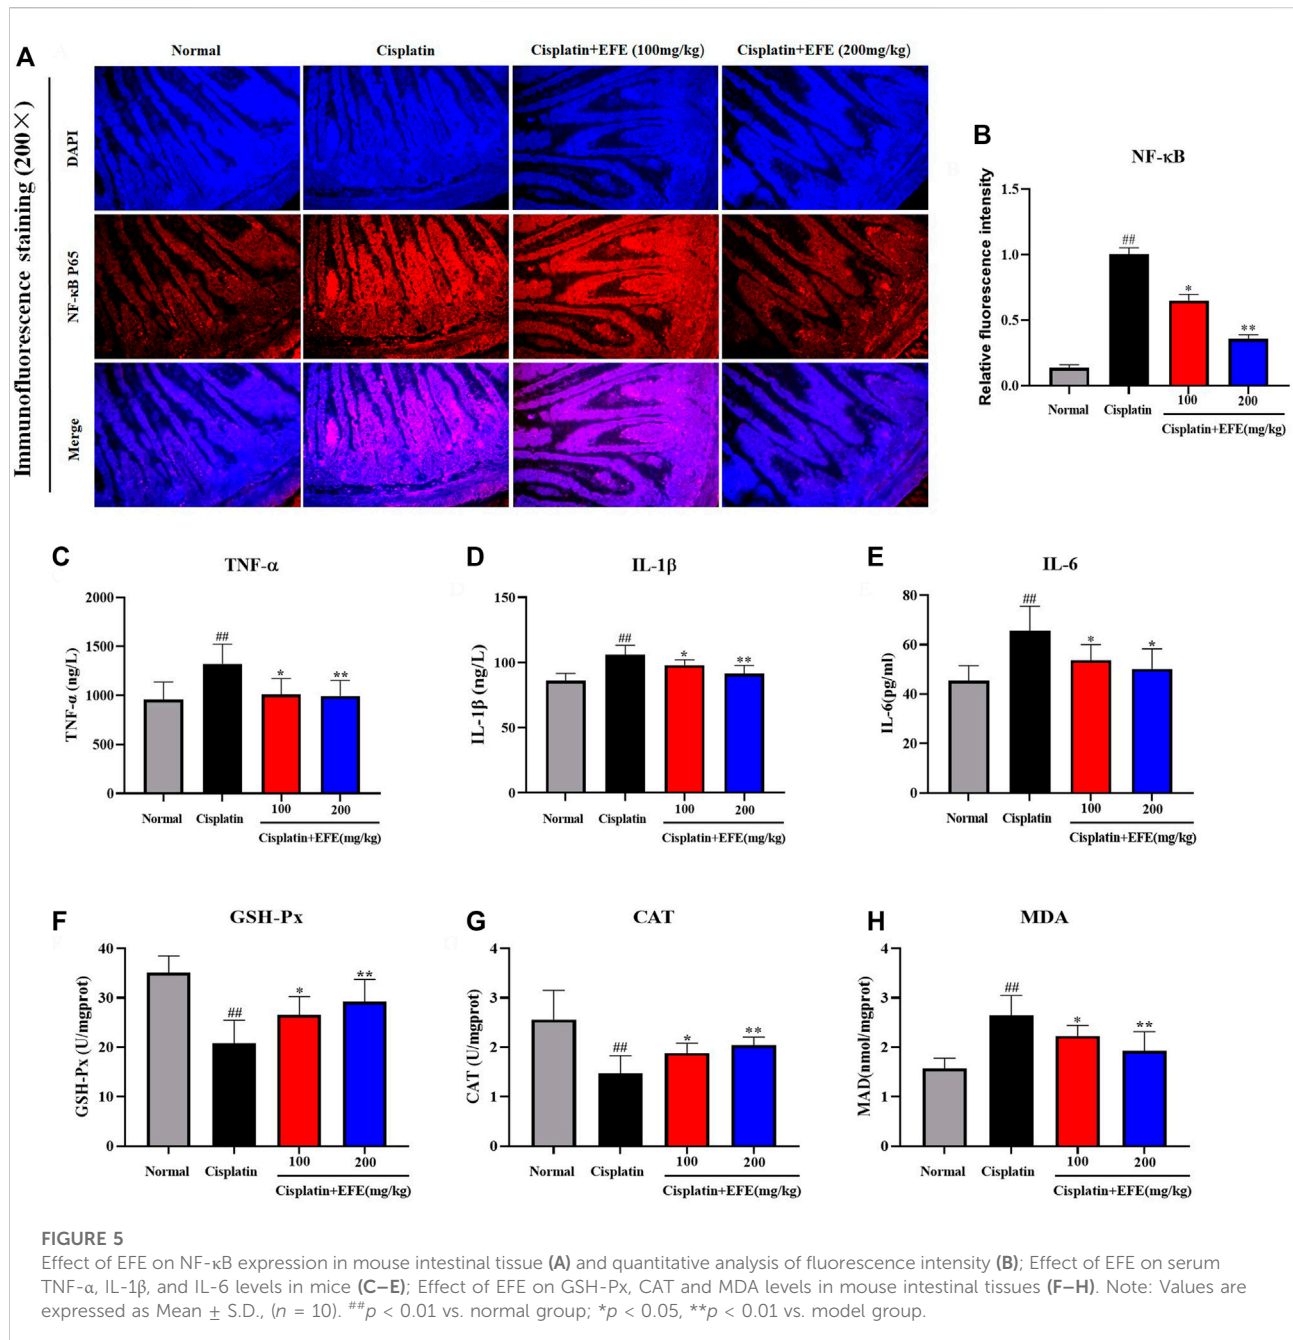 A
Normal
Cisplatin
Cisplatin+EFE (100mg/kg)
Cisplatin+EFE (200mg/kg)
Immunofluorescence staining (200×)
DAPI
NF-κB P65
Merge
B
NF-κB
Relative fluorescence intensity
1.5
1.0
0.5
0.0
##
*
**
Normal
Cisplatin
100
200
Cisplatin+EFE(mg/kg)
C
TNF-α
TNF-α (ng/L)
2000
1500
1000
500
0
##
*
**
Normal
Cisplatin
100
200
Cisplatin+EFE(mg/kg)
D
IL-1β
IL-1β (ng/L)
150
100
50
0
##
*
**
Normal
Cisplatin
100
200
Cisplatin+EFE(mg/kg)
E
IL-6
IL-6(pg/ml)
80
60
40
20
0
##
*
*
Normal
Cisplatin
100
200
Cisplatin+EFE(mg/kg)
F
GSH-Px
GSH-Px (U/mgprot)
40
30
20
10
0
##
*
**
Normal
Cisplatin
100
200
Cisplatin+EFE(mg/kg)
G
CAT
CAT (U/mgprot)
4
3
2
1
0
##
*
**
Normal
Cisplatin
100
200
Cisplatin+EFE(mg/kg)
H
MDA
MAD(nmol/mgprot)
4
3
2
1
0
##
*
**
Normal
Cisplatin
100
200
Cisplatin+EFE(mg/kg)
FIGURE 5
Effect of EFE on NF-κB expression in mouse intestinal tissue (A) and quantitative analysis of fluorescence intensity (B); Effect of EFE on serum
TNF-α, IL-1β, and IL-6 levels in mice (C–E); Effect of EFE on GSH-Px, CAT and MDA levels in mouse intestinal tissues (F–H). Note: Values are
expressed as Mean ± S.D., (n = 10). ##p < 0.01 vs. normal group; *p < 0.05, **p < 0.01 vs. model group.